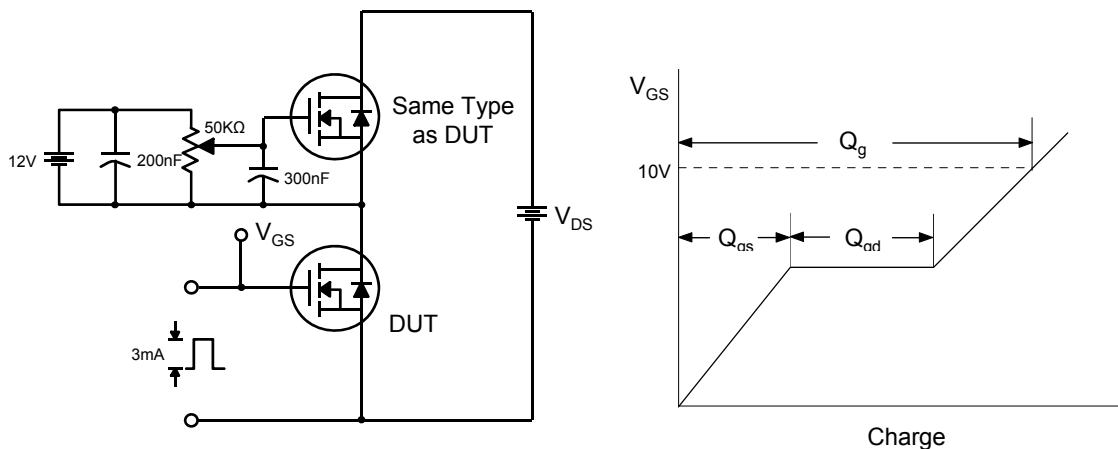 50KΩ
12V
200nF
300nF
Same Type
as DUT
V_DS
V_GS
DUT
3mA
V_GS
10V
Q_g
Q_gs
Q_gd
Charge